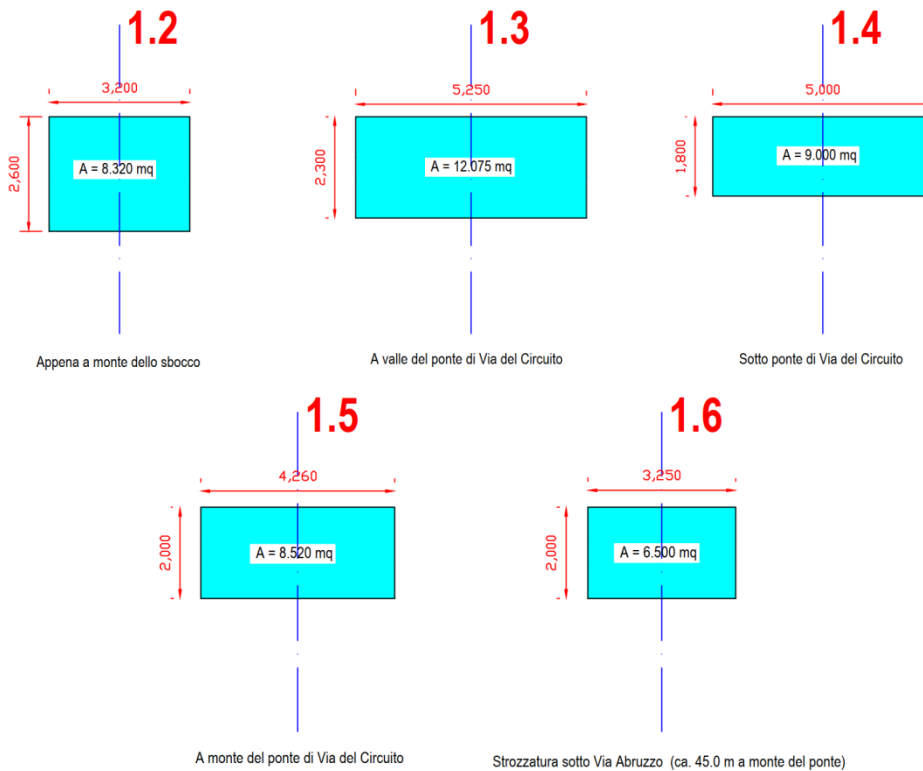 1.2
3,200
2,600
A = 8.320 mq
Appena a monte dello sbocco
1.3
5,250
2,300
A = 12.075 mq
A valle del ponte di Via del Circuito
1.4
5,000
1,800
A = 9.000 mq
Sotto ponte di Via del Circuito
1.5
4,260
2,000
A = 8.520 mq
A monte del ponte di Via del Circuito
1.6
3,250
2,000
A = 6.500 mq
Strozzatura sotto Via Abruzzo (ca. 45.0 m a monte del ponte)